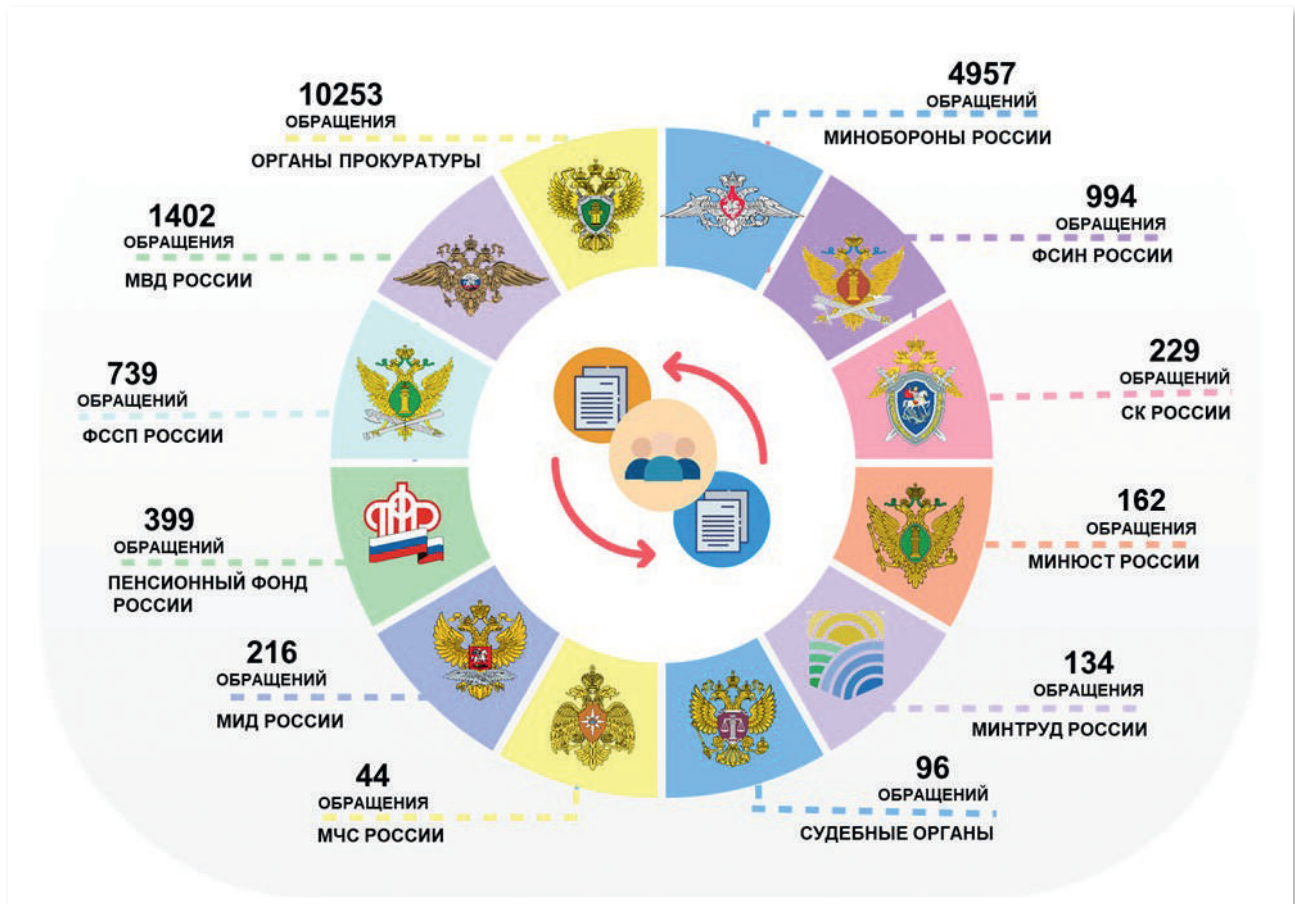 10253
ОБРАЩЕНИЯ
ОРГАНЫ ПРОКУРАТУРЫ
4957
ОБРАЩЕНИЙ
МИНОБОРОНЫ РОССИИ
1402
ОБРАЩЕНИЯ
МВД РОССИИ
994
ОБРАЩЕНИЯ
ФСИН РОССИИ
739
ОБРАЩЕНИЙ
ФССП РОССИИ
229
ОБРАЩЕНИЙ
СК РОССИИ
399
ОБРАЩЕНИЙ
ПЕНСИОННЫЙ ФОНД
РОССИИ
162
ОБРАЩЕНИЯ
МИНЮСТ РОССИИ
216
ОБРАЩЕНИЙ
МИД РОССИИ
134
ОБРАЩЕНИЯ
МИНТРУД РОССИИ
44
ОБРАЩЕНИЯ
МЧС РОССИИ
96
ОБРАЩЕНИЙ
СУДЕБНЫЕ ОРГАНЫ